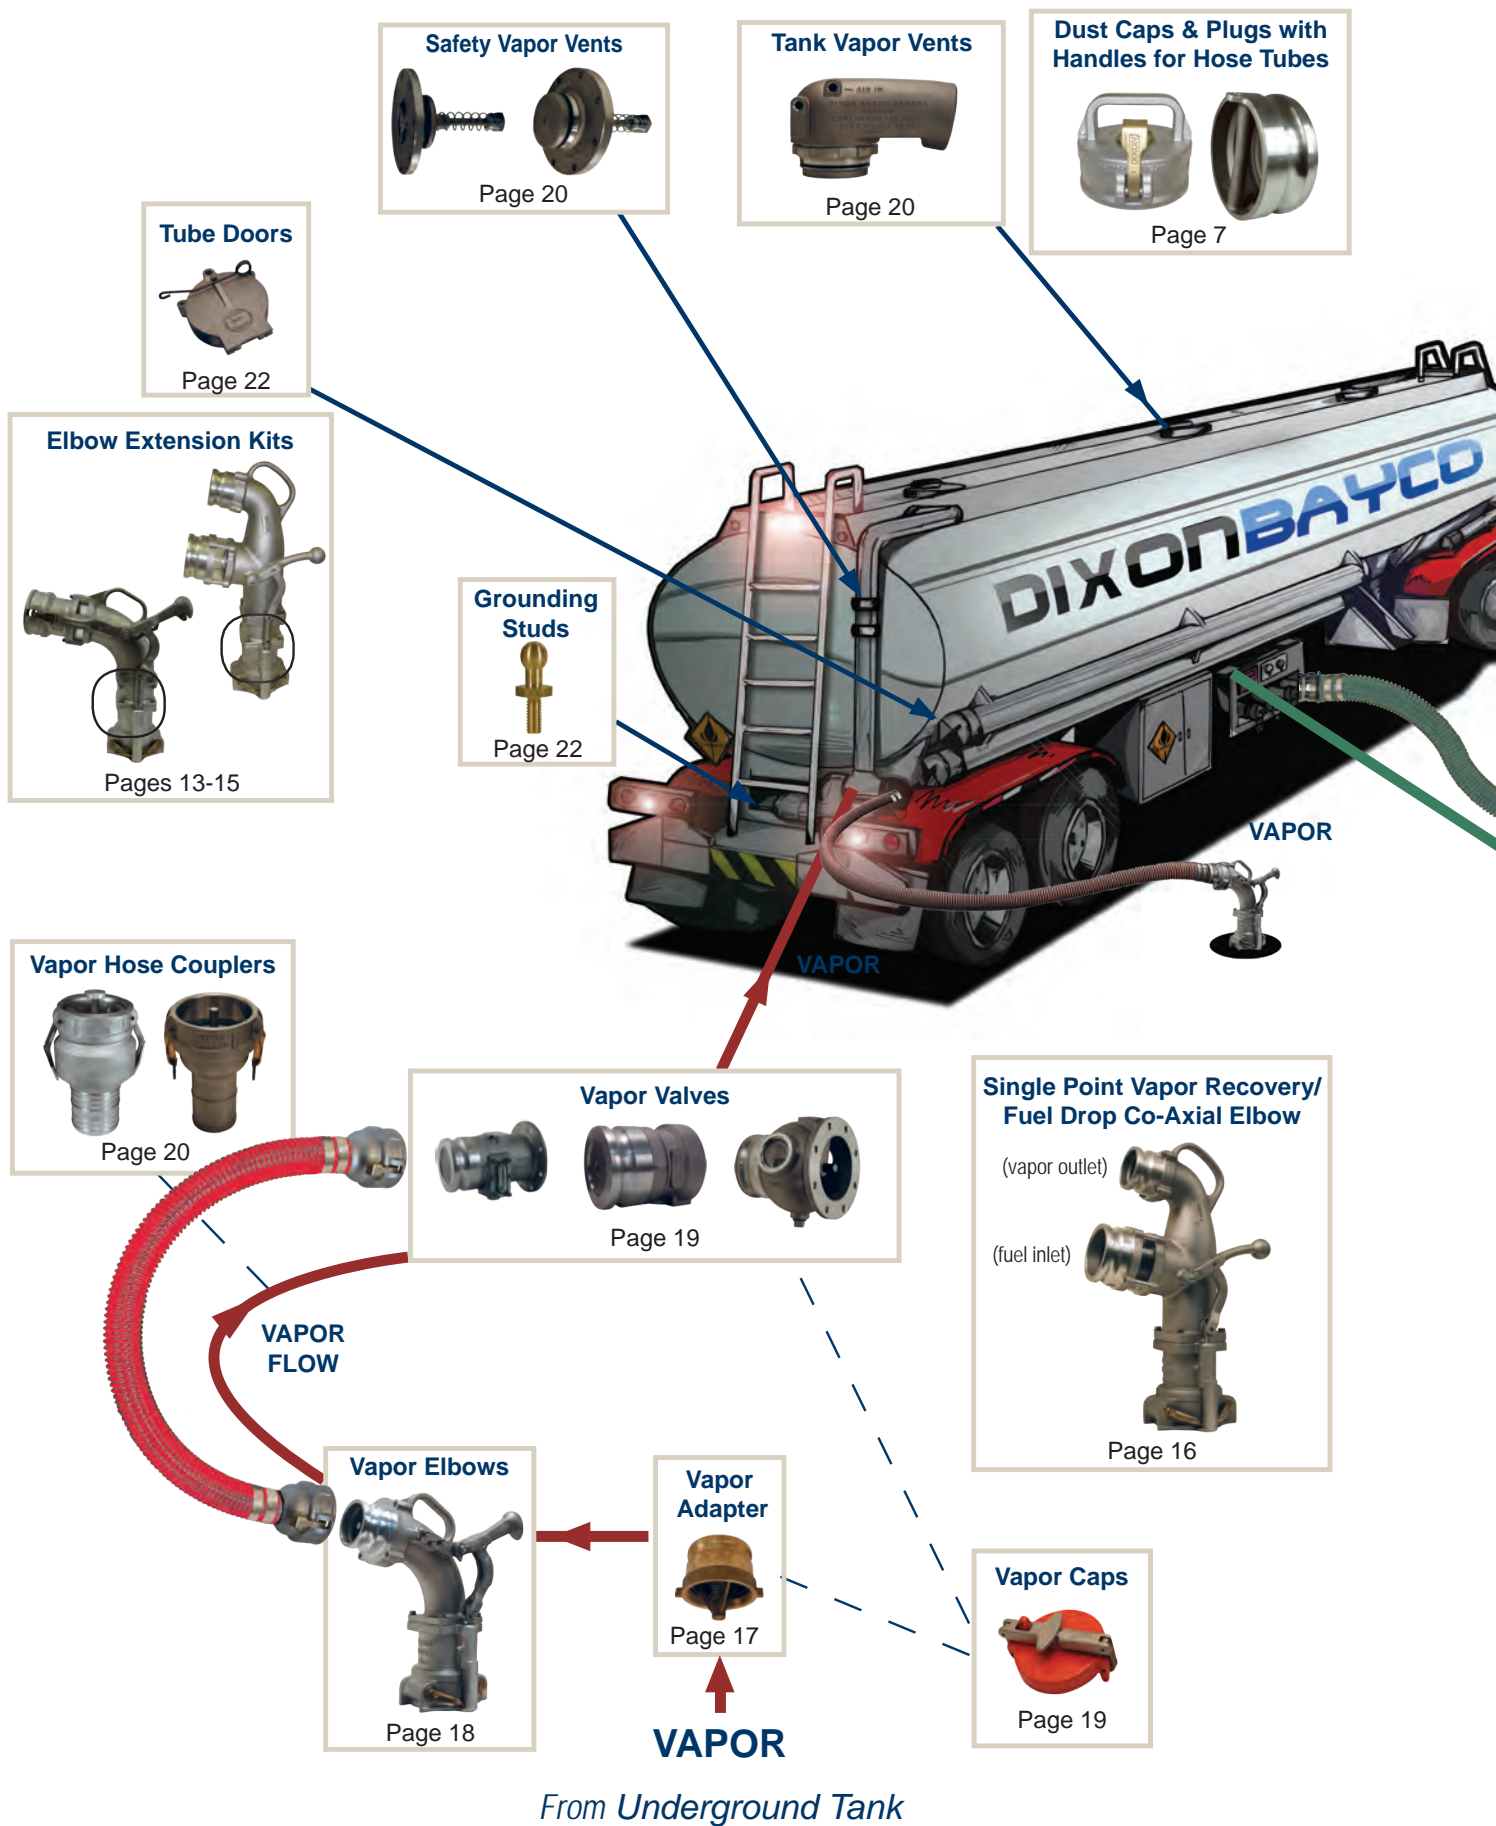 Safety Vapor Vents
Page 20
Tank Vapor Vents
AIR IN
Page 20
Dust Caps & Plugs with
Handles for Hose Tubes
Page 7
Tube Doors
Page 22
Elbow Extension Kits
Pages 13-15
Grounding
Studs
Page 22
DIXONBAYCO
VAPOR
VAPOR
Vapor Hose Couplers
Page 20
Vapor Valves
Page 19
Single Point Vapor Recovery/
Fuel Drop Co-Axial Elbow
(vapor outlet)
(fuel inlet)
Page 16
VAPOR
FLOW
Vapor Elbows
Page 18
Vapor
Adapter
Page 17
Vapor Caps
Page 19
VAPOR
From Underground Tank